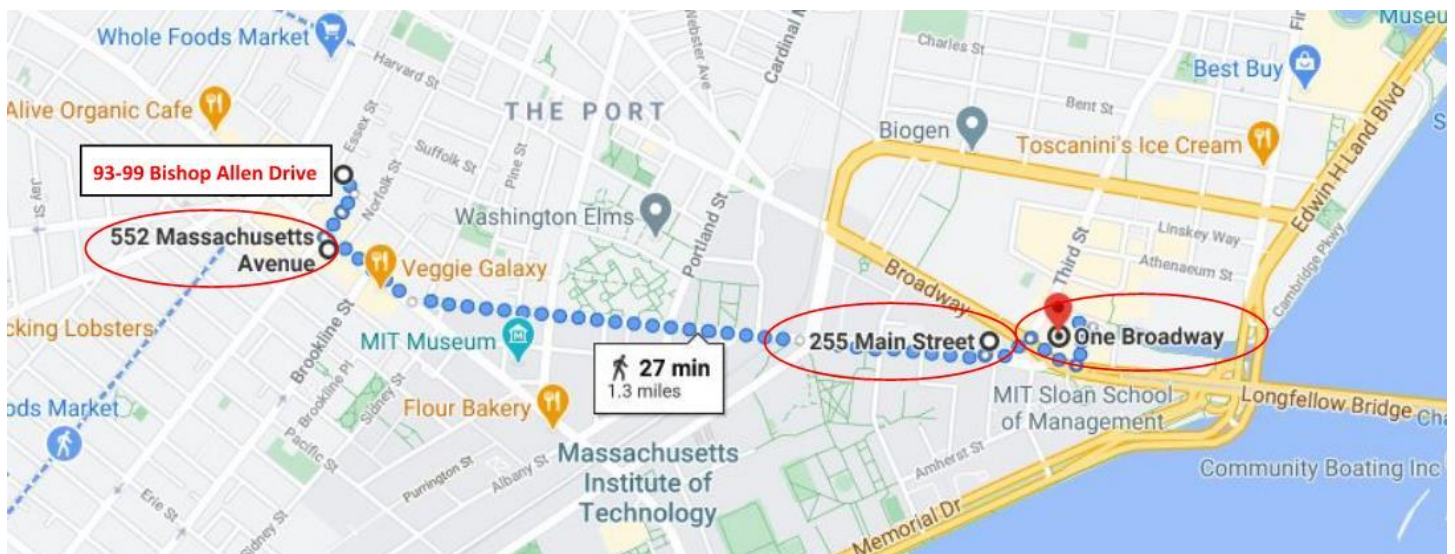 Museu
Whole Foods Market
Harvard St
Webster Ave
Cardinal M
Charles St
Best Buy
Alive Organic Cafe
THE PORT
Bent St
Essex St
Suffolk St
Pine St
Biogen
Toscanini's Ice Cream
Edwin H Land Blvd
93-99 Bishop Allen Drive
Jay St
Norfolk St
Washington Elms
Portland St
Third St
Linskey Way
552 Massachusetts
Avenue
Veggie Galaxy
Broadway
Athenaeum St
Cambridge Pkwy
cking Lobsters
Brookline St
MIT Museum
255 Main Street
One Broadway
27 min
1.3 miles
Brookline Pl
Sidney St
Flour Bakery
MIT Sloan School
of Management
Longfellow Bridge
Cha
ods Market
Pacific St
Purrington St
Albany St
Massachusetts
Institute of
Technology
Amherst St
Community Boating Inc
Erie St
Sidney St
Memorial Dr